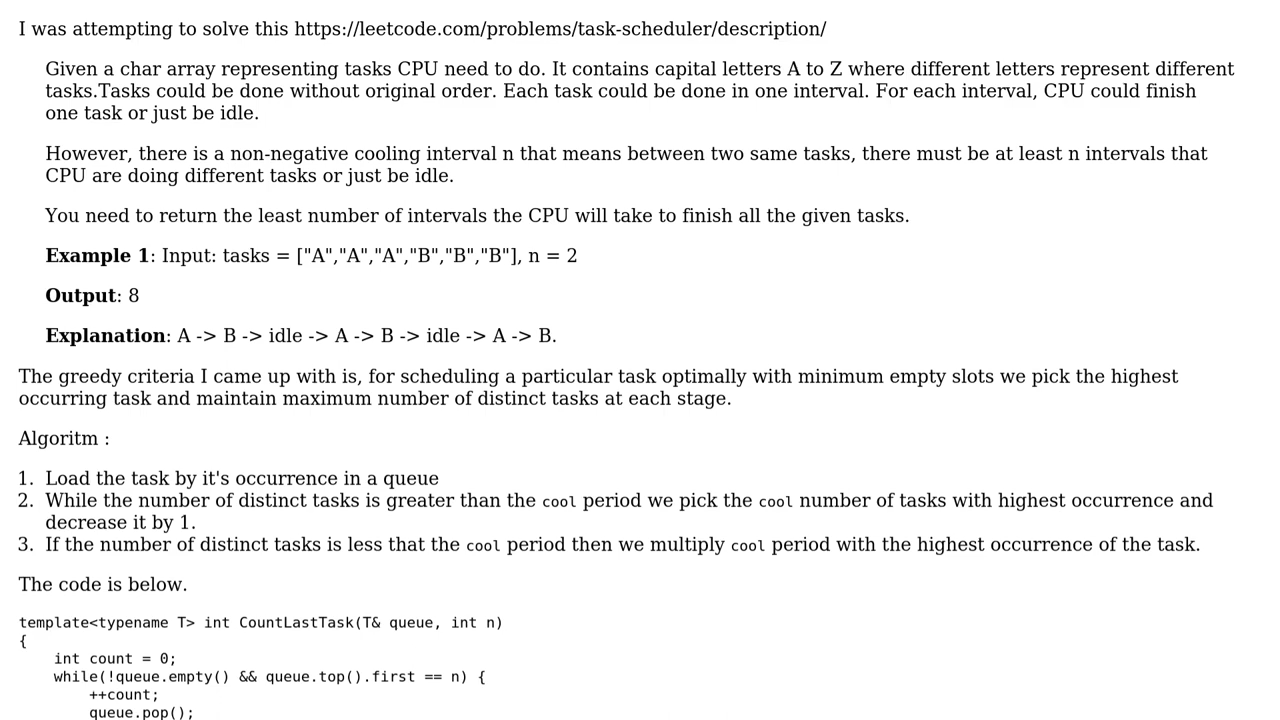 I was attempting to solve this https://leetcode.com/problems/task-scheduler/description/
Given a char array representing tasks CPU need to do. It contains capital letters A to Z where different letters represent different
tasks.Tasks could be done without original order. Each task could be done in one interval. For each interval, CPU could finish
one task or just be idle.
However, there is a non-negative cooling interval n that means between two same tasks, there must be at least n intervals that
CPU are doing different tasks or just be idle.
You need to return the least number of intervals the CPU will take to finish all the given tasks.
Example 1: Input: tasks = ["A","A","A","B","B","B"], n = 2
Output: 8
Explanation: A -> B -> idle -> A -> B -> idle -> A -> B.
The greedy criteria I came up with is, for scheduling a particular task optimally with minimum empty slots we pick the highest
occurring task and maintain maximum number of distinct tasks at each stage.
Algoritm :
1. Load the task by it's occurrence in a queue
2. While the number of distinct tasks is greater than the cool period we pick the cool number of tasks with highest occurrence and
decrease it by 1.
3. If the number of distinct tasks is less that the cool period then we multiply cool period with the highest occurrence of the task.
The code is below.
template<typename T> int CountLastTask(T& queue, int n)
{
    int count = 0;
    while(!queue.empty() && queue.top().first == n) {
        ++count;
        queue.pop();